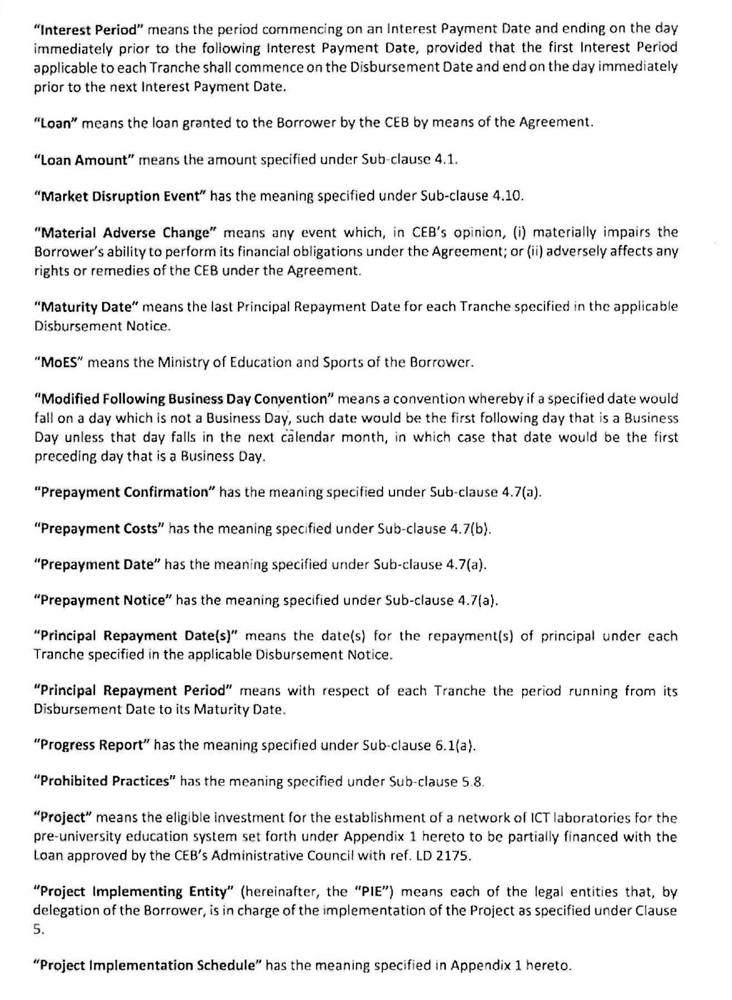 “Interest Period” means the period commencing on an Interest Payment Date and ending on the day
immediately prior to the following Interest Payment Date, provided that the first Interest Period
applicable to each Tranche shall commence on the Disbursement Date and end on the day immediately
prior to the next Interest Payment Date.
“Loan” means the loan granted to the Borrower by the CEB by means of the Agreement.
“Loan Amount” means the amount specified under Sub-clause 4.1.
“Market Disruption Event” has the meaning specified under Sub-clause 4.10.
“Material Adverse Change” means any event which, in CEB’s opinion, (i) materially impairs the
Borrower’s ability to perform its financial obligations under the Agreement; or (ii) adversely affects any
rights or remedies of the CEB under the Agreement.
“Maturity Date” means the last Principal Repayment Date for each Tranche specified in the applicable
Disbursement Notice.
“MoES” means the Ministry of Education and Sports of the Borrower.
“Modified Following Business Day Convention” means a convention whereby if a specified date would
fall on a day which is not a Business Day, such date would be the first following day that is a Business
Day unless that day falls in the next calendar month, in which case that date would be the first
preceding day that is a Business Day.
“Prepayment Confirmation” has the meaning specified under Sub-clause 4.7(a).
“Prepayment Costs” has the meaning specified under Sub-clause 4.7(b).
“Prepayment Date” has the meaning specified under Sub-clause 4.7(a).
“Prepayment Notice” has the meaning specified under Sub-clause 4.7(a).
“Principal Repayment Date(s)” means the date(s) for the repayment(s) of principal under each
Tranche specified in the applicable Disbursement Notice.
“Principal Repayment Period” means with respect of each Tranche the period running from its
Disbursement Date to its Maturity Date.
“Progress Report” has the meaning specified under Sub-clause 6.1(a).
“Prohibited Practices” has the meaning specified under Sub-clause 5.8.
“Project” means the eligible investment for the establishment of a network of ICT laboratories for the
pre-university education system set forth under Appendix 1 hereto to be partially financed with the
Loan approved by the CEB’s Administrative Council with ref. LD 2175.
“Project Implementing Entity” (hereinafter, the “PIE”) means each of the legal entities that, by
delegation of the Borrower, is in charge of the implementation of the Project as specified under Clause
5.
“Project Implementation Schedule” has the meaning specified in Appendix 1 hereto.